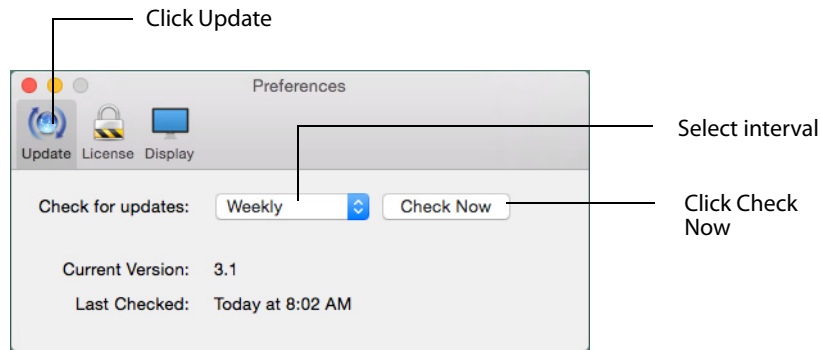 Click Update
Preferences
Update License Display
Select interval
Check for updates: Weekly Check Now
Click Check
Now
Current Version: 3.1
Last Checked: Today at 8:02 AM